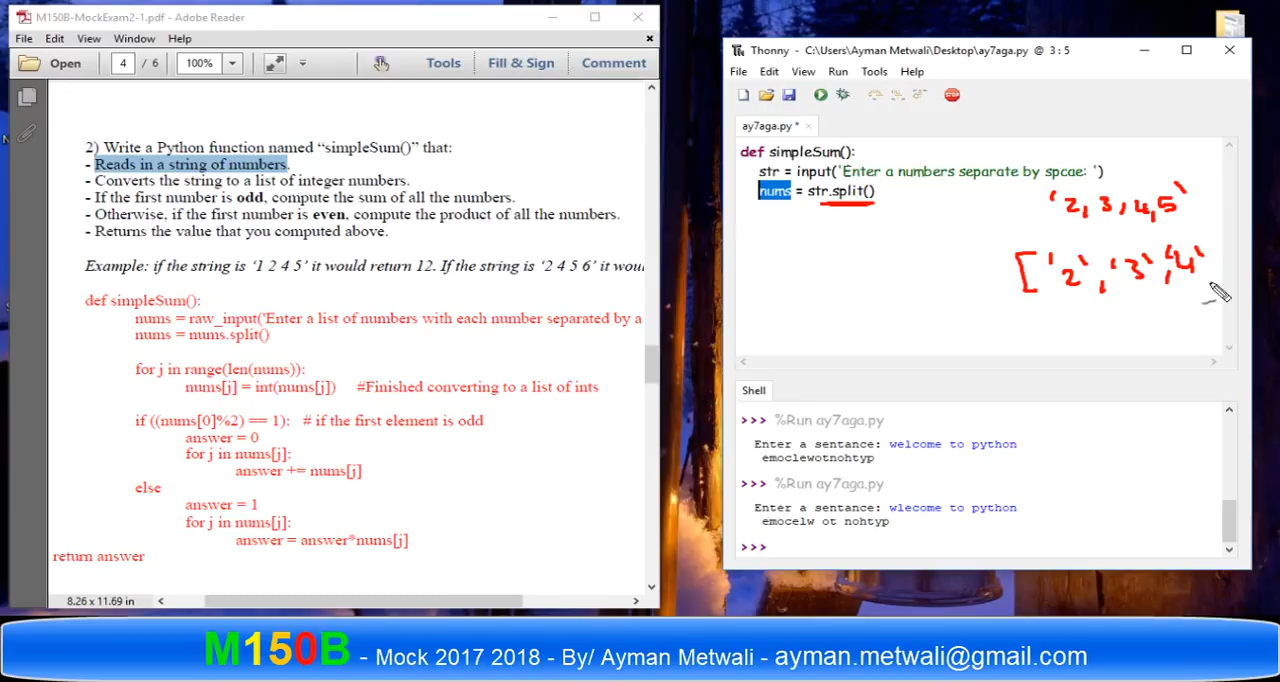 M150B-MockExam2-1.pdf - Adobe Reader
File Edit View Window Help
Open 4 / 6 100% Tools Fill & Sign Comment
2) Write a Python function named “simpleSum()” that:
- Reads in a string of numbers.
- Converts the string to a list of integer numbers.
- If the first number is odd, compute the sum of all the numbers.
- Otherwise, if the first number is even, compute the product of all the numbers.
- Returns the value that you computed above.
Example: if the string is ‘1 2 4 5’ it would return 12. If the string is ‘2 4 5 6’ it wou
def simpleSum():
nums = raw_input('Enter a list of numbers with each number separated by a
nums = nums.split()
for j in range(len(nums)):
nums[j] = int(nums[j]) #Finished converting to a list of ints
if ((nums[0]%2) == 1): # if the first element is odd
answer = 0
for j in nums[j]:
answer += nums[j]
else
answer = 1
for j in nums[j]:
answer = answer*nums[j]
return answer
8.26 x 11.69 in
Thonny - C:\Users\Ayman Metwali\Desktop\ay7aga.py @ 3 : 5
File Edit View Run Tools Help
STOP
ay7aga.py * ×
def simpleSum():
str = input('Enter a numbers separate by spcae: ')
nums = str.split()
'2, 3, 4, 5'
['2', '3', '4'
Shell
>>> %Run ay7aga.py
Enter a sentence: welcome to python
emoclewotnohtyp
>>> %Run ay7aga.py
Enter a sentence: wlecome to python
emocelw ot nohtyp
>>>
M150B - Mock 2017 2018 - By/ Ayman Metwali - ayman.metwali@gmail.com